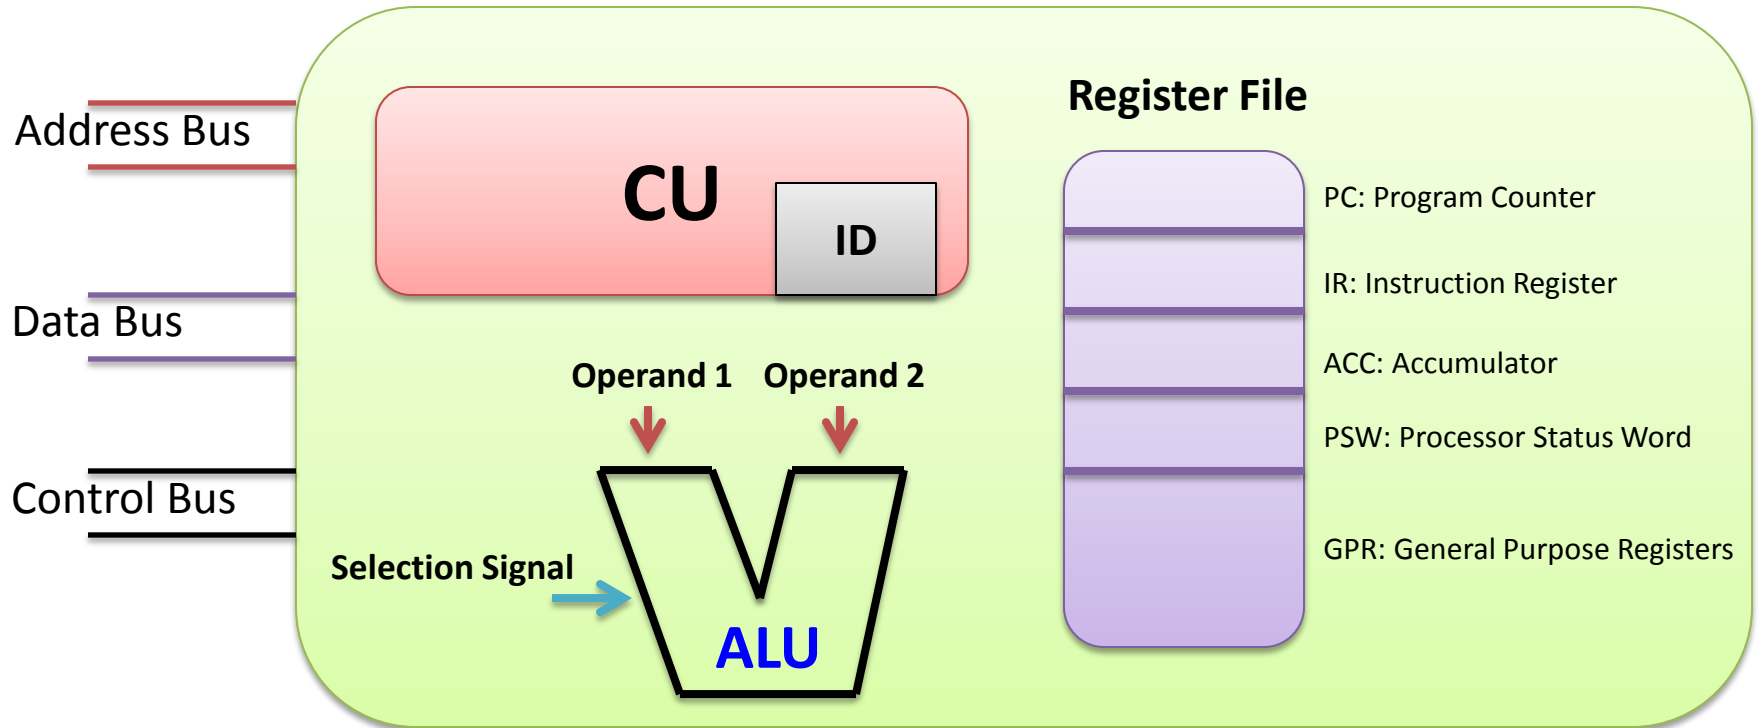 Address Bus
Data Bus
Control Bus
CU
ID
Operand 1
Operand 2
Selection Signal
ALU
Register File
PC: Program Counter
IR: Instruction Register
ACC: Accumulator
PSW: Processor Status Word
GPR: General Purpose Registers